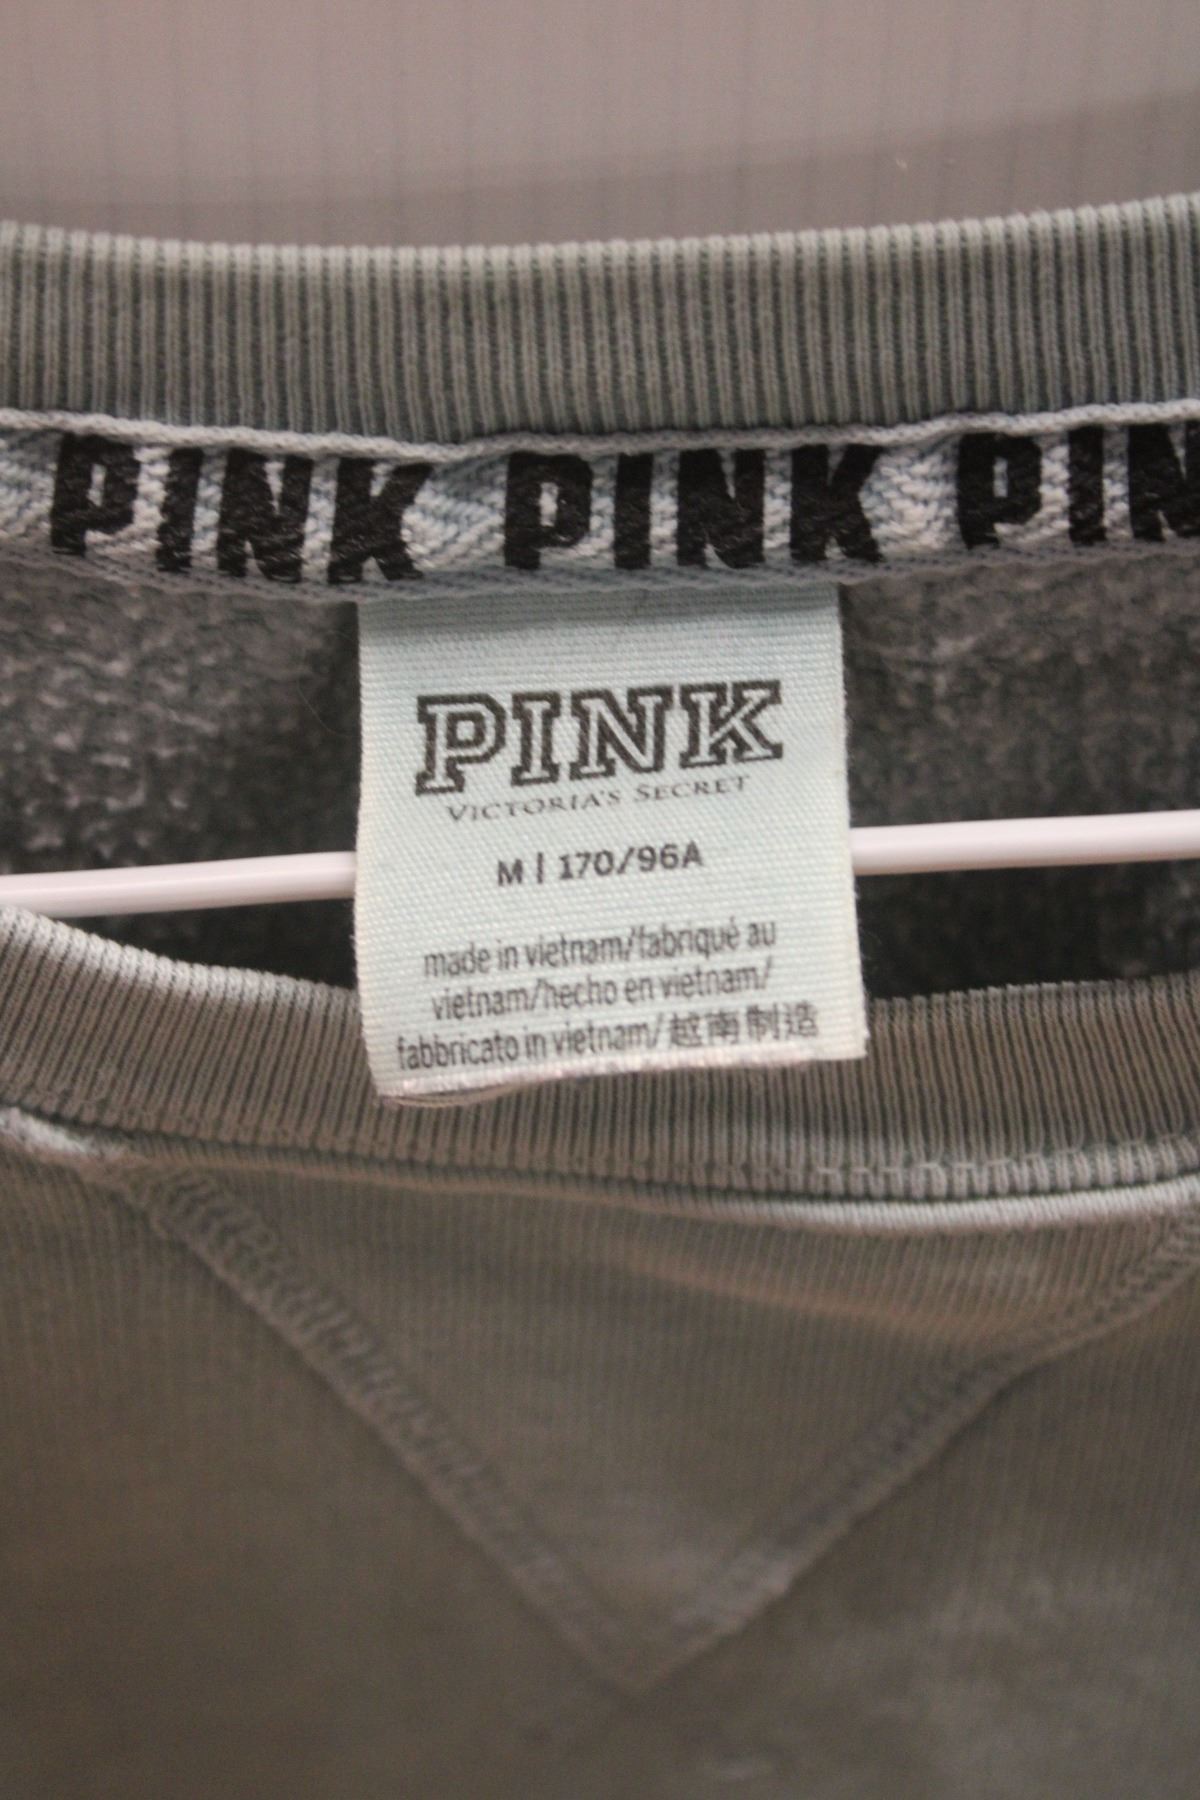 PINK PINK PIN
PINK
VICTORIA'S SECRET
M | 170/96A
made in vietnam/fabriqué au
vietnam/hecho en vietnam/
fabbricato in vietnam/越南制造